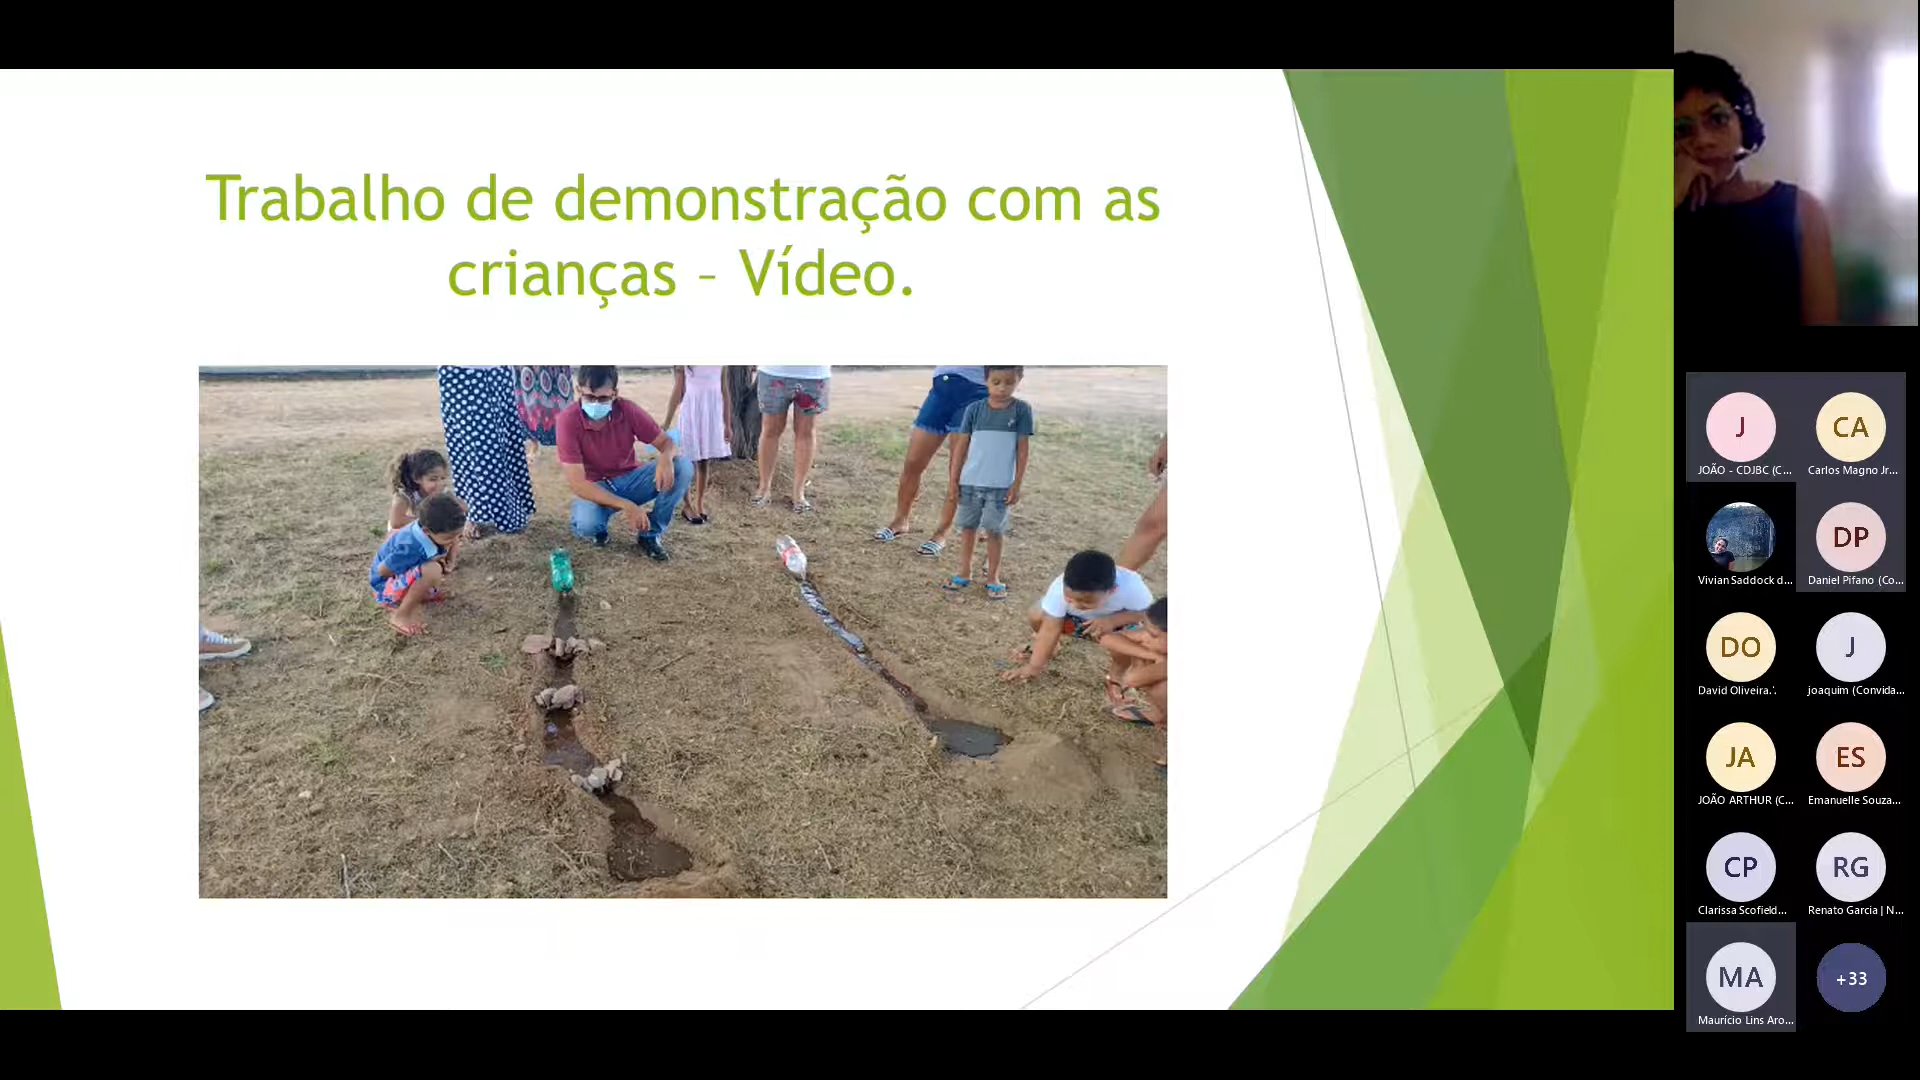 Trabalho de demonstração com as
crianças – Vídeo.
J
JOÃO - CDJBC (C...
CA
Carlos Magno Jr...
Vivian Saddock d...
DP
Daniel Pifano (Co...
DO
David Oliveira.'.
J
joaquim (Convida...
JA
JOÃO ARTHUR (C...
ES
Emanuelle Souza...
CP
Clarissa Scofield...
RG
Renato Garcia | N...
MA
Maurício Lins Aro...
+33